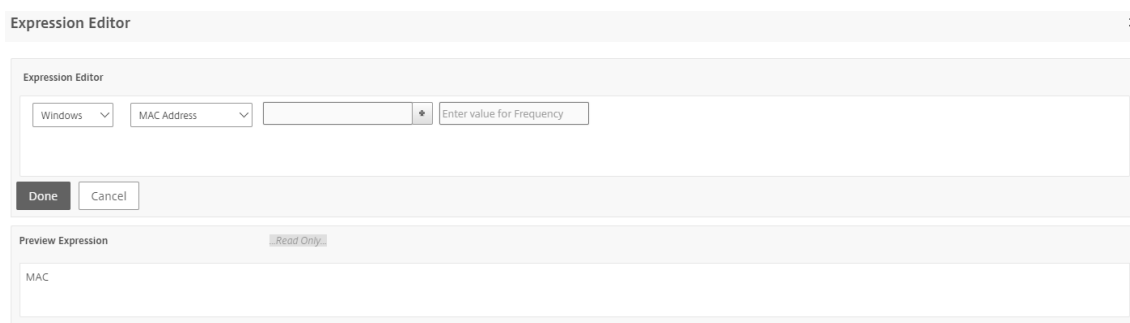 Expression Editor
Expression Editor
Windows MAC Address + Enter value for Frequency
Done Cancel
Preview Expression ...Read Only...
MAC